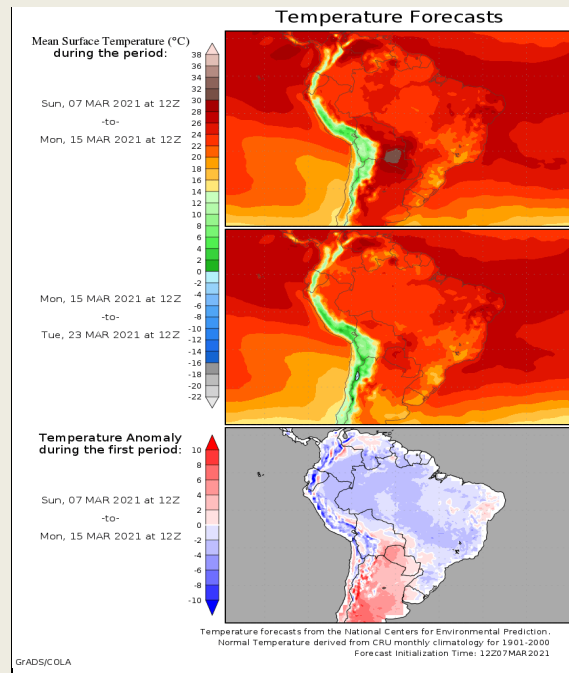 Temperature Forecasts
Mean Surface Temperature (°C)
during the period:
Sun, 07 MAR 2021 at 12Z
-to-
Mon, 15 MAR 2021 at 12Z
38
36
34
32
30
28
26
24
22
20
18
16
14
12
10
8
6
4
2
0
-2
-4
-6
-8
-10
-12
-14
-16
-18
-20
-22
Mon, 15 MAR 2021 at 12Z
-to-
Tue, 23 MAR 2021 at 12Z
Temperature Anomaly
during the first period:
Sun, 07 MAR 2021 at 12Z
-to-
Mon, 15 MAR 2021 at 12Z
10
8
6
4
2
0
-2
-4
-6
-8
-10
Temperature forecasts from the National Centers for Environmental Prediction.
Normal Temperature derived from CRU monthly climatology for 1901-2000
Forecast Initialization Time: 12Z07MAR2021
GrADS/COLA